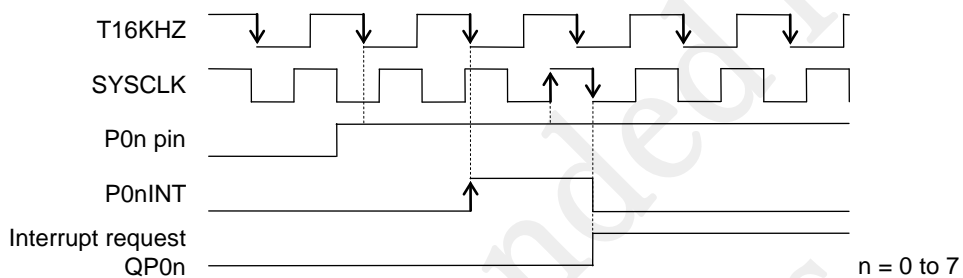 T16KHZ
SYSCLK
P0n pin
P0nINT
Interrupt request
QP0n
n = 0 to 7